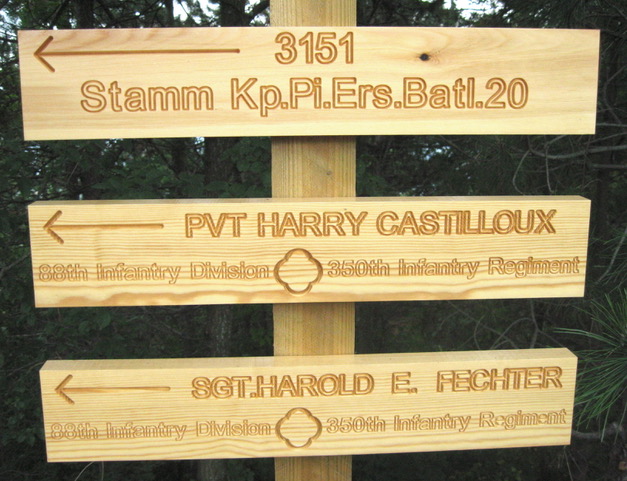 3151
Stamm Kp.Pi.Ers.Batl.20
PVT HARRY CASTILLOUX
88th Infantry Division 350th Infantry Regiment
SGT.HAROLD E. FECHTER
88th Infantry Division 350th Infantry Regiment